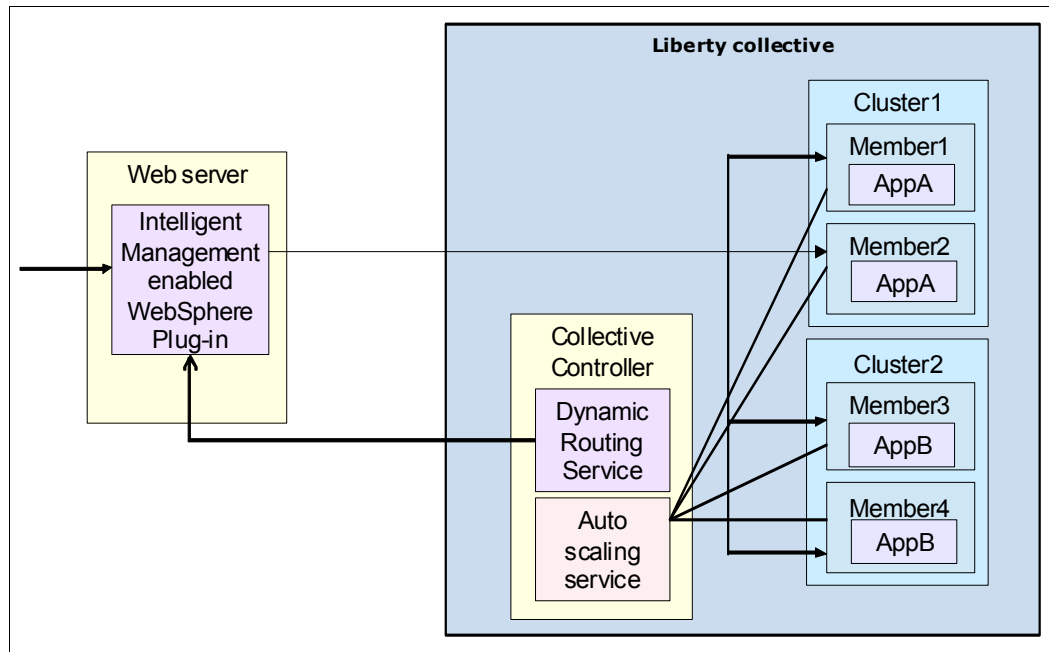 Liberty collective
Web server
Intelligent
Management
enabled
WebSphere
Plug-in
Collective
Controller
Dynamic
Routing
Service
Auto
scaling
service
Cluster1
Member1
AppA
Member2
AppA
Cluster2
Member3
AppB
Member4
AppB